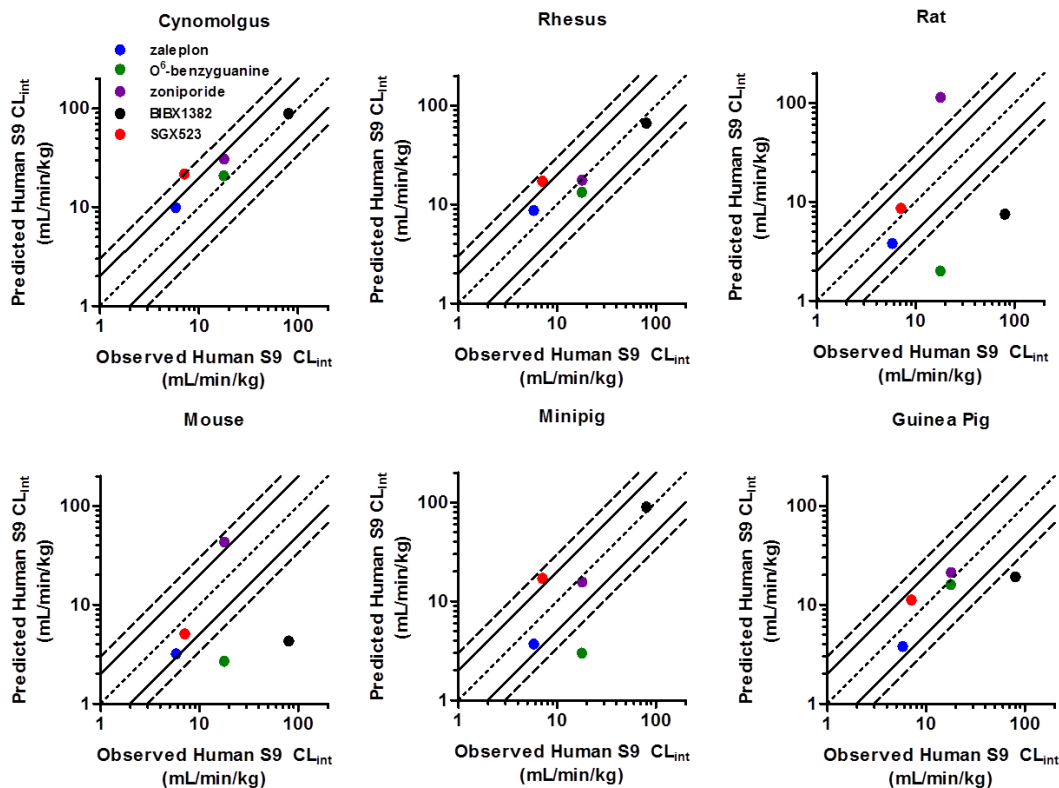 Cynomolgus
zaleplon
O⁶-benzyguanine
zoniporide
BIBX1382
SGX523
Predicted Human S9 CLint
(mL/min/kg)
100
10
1
1 10 100
Observed Human S9 CLint
(mL/min/kg)
Rhesus
Predicted Human S9 CLint
(mL/min/kg)
100
10
1
1 10 100
Observed Human S9 CLint
(mL/min/kg)
Rat
Predicted Human S9 CLint
(mL/min/kg)
100
10
1
1 10 100
Observed Human S9 CLint
(mL/min/kg)
Mouse
Predicted Human S9 CLint
(mL/min/kg)
100
10
1
1 10 100
Observed Human S9 CLint
(mL/min/kg)
Minipig
Predicted Human S9 CLint
(mL/min/kg)
100
10
1
1 10 100
Observed Human S9 CLint
(mL/min/kg)
Guinea Pig
Predicted Human S9 CLint
(mL/min/kg)
100
10
1
1 10 100
Observed Human S9 CLint
(mL/min/kg)